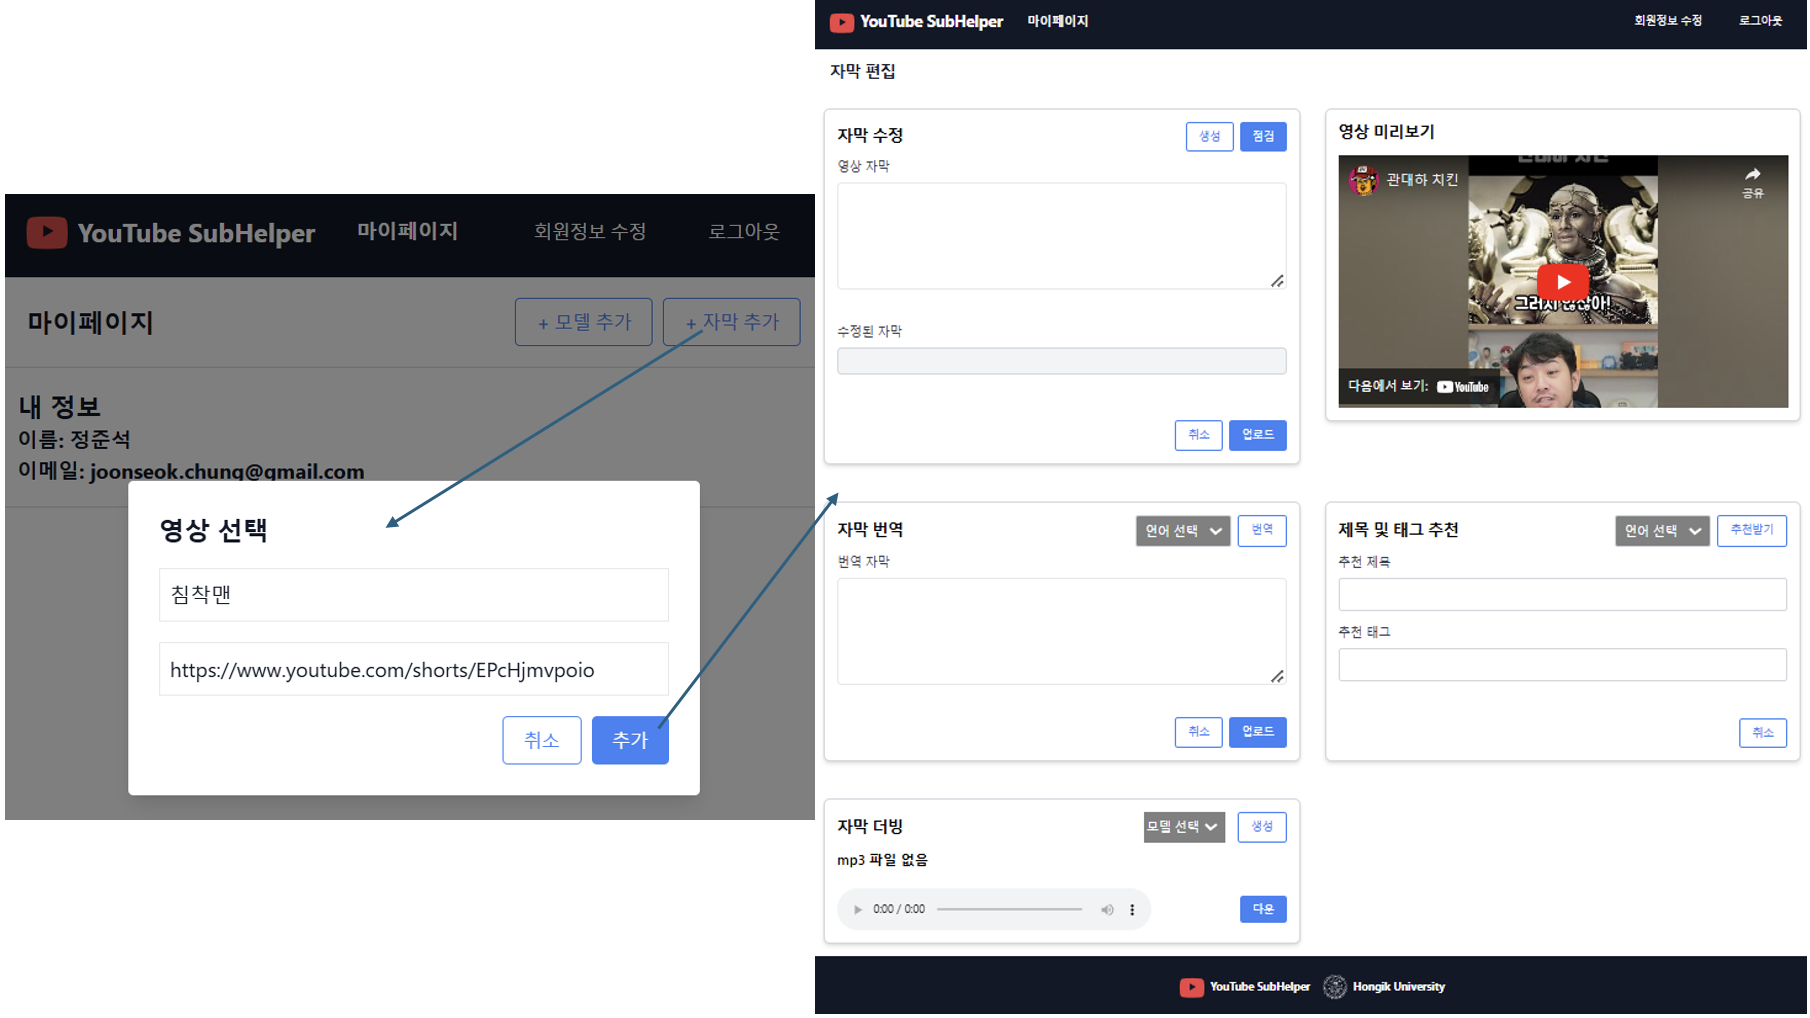 YouTube SubHelper 마이페이지 회원정보 수정 로그아웃
마이페이지 + 모델 추가 + 자막 추가
내 정보
이름: 정준석
이메일: joonseok.chung@gmail.com
영상 선택
침착맨
https://www.youtube.com/shorts/EPcHjmvpoio
취소 추가
YouTube SubHelper 마이페이지 회원정보 수정 로그아웃
자막 편집
자막 수정 생성 점검
영상 자막
수정된 자막
취소 업로드
영상 미리보기
관대하 치킨
공유
그러지 않잖아!
다음에서 보기: YouTube
자막 번역 언어 선택 번역
번역 자막
취소 업로드
제목 및 태그 추천 언어 선택 추천받기
추천 제목
추천 태그
취소
자막 더빙 모델 선택 생성
mp3 파일 없음
0:00 / 0:00 다운
YouTube SubHelper Hongik University